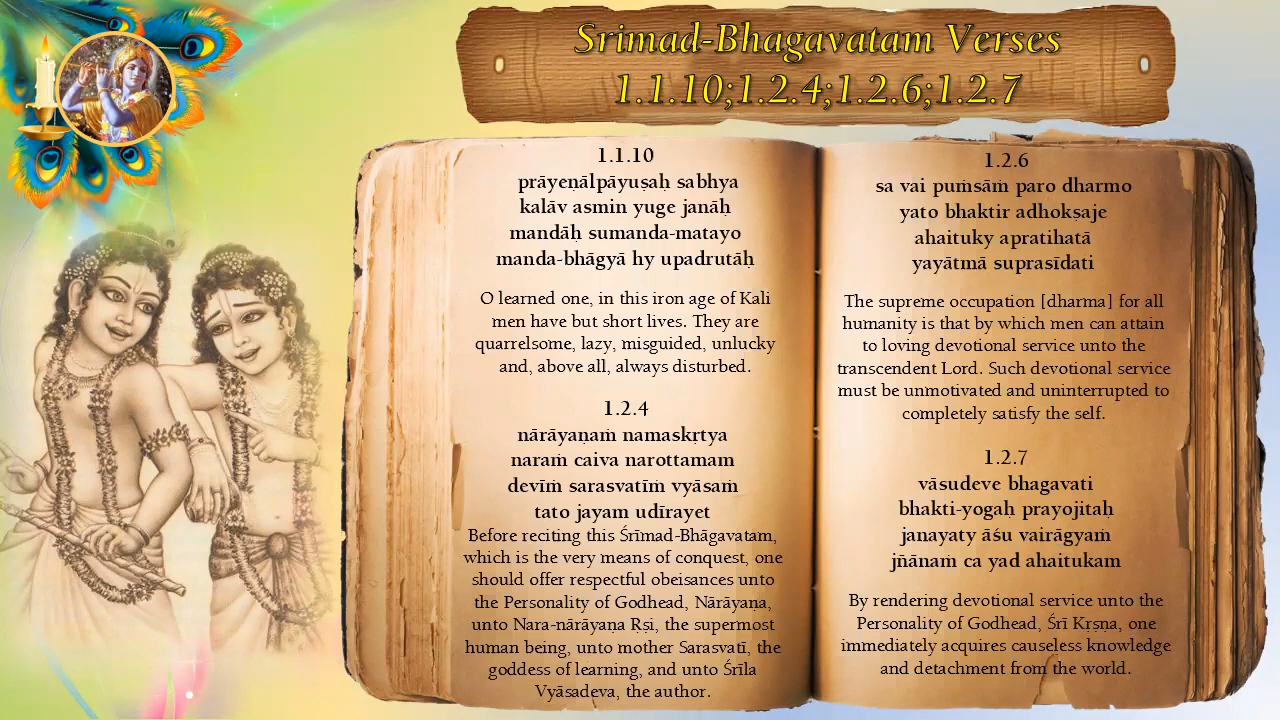 Srimad-Bhagavatam Verses
1.1.10;1.2.4;1.2.6;1.2.7
1.1.10
prāyeṇālpāyuṣaḥ sabhya
kalāv asmin yuge janāḥ
mandāḥ sumanda-matayo
manda-bhāgyā hy upadrutāḥ
O learned one, in this iron age of Kali
men have but short lives. They are
quarrelsome, lazy, misguided, unlucky
and, above all, always disturbed.
1.2.4
nārāyaṇaṁ namaskṛtya
naraṁ caiva narottamam
devīṁ sarasvatīṁ vyāsaṁ
tato jayam udīrayet
Before reciting this Śrīmad-Bhāgavatam,
which is the very means of conquest, one
should offer respectful obeisances unto
the Personality of Godhead, Nārāyaṇa,
unto Nara-nārāyaṇa Ṛṣi, the supermost
human being, unto mother Sarasvatī, the
goddess of learning, and unto Śrīla
Vyāsadeva, the author.
1.2.6
sa vai puṁsāṁ paro dharmo
yato bhaktir adhokṣaje
ahaituky apratihatā
yayātmā suprasīdati
The supreme occupation [dharma] for all
humanity is that by which men can attain
to loving devotional service unto the
transcendent Lord. Such devotional service
must be unmotivated and uninterrupted to
completely satisfy the self.
1.2.7
vāsudeve bhagavati
bhakti-yogaḥ prayojitaḥ
janayaty āśu vairāgyaṁ
jñānaṁ ca yad ahaitukam
By rendering devotional service unto the
Personality of Godhead, Śrī Kṛṣṇa, one
immediately acquires causeless knowledge
and detachment from the world.